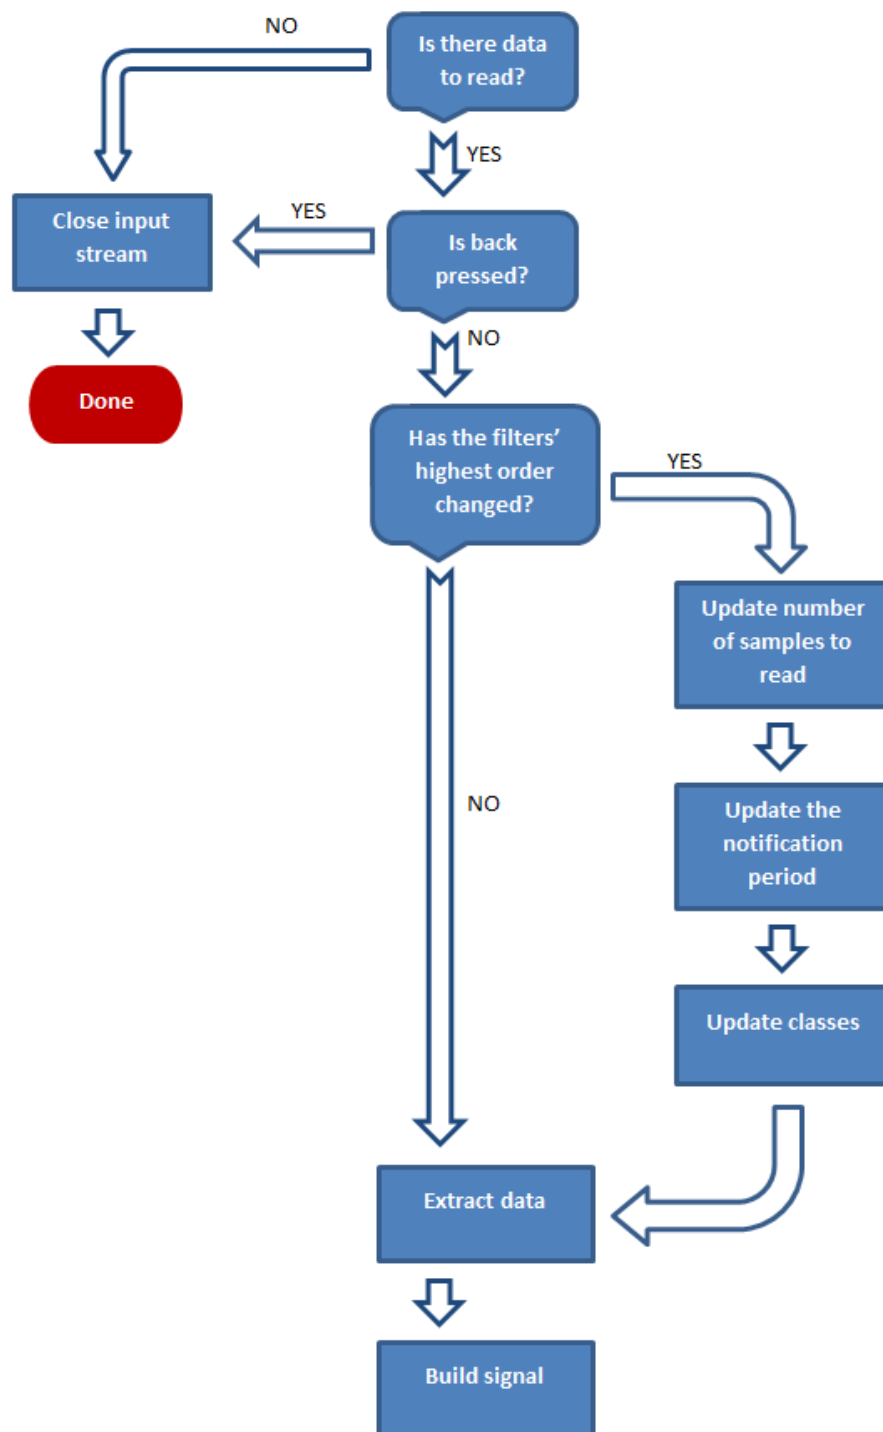 NO
Is there data
to read?
YES
Close input
stream
YES
Is back
pressed?
NO
Done
Has the filters’
highest order
changed?
YES
Update number
of samples to
read
NO
Update the
notification
period
Update classes
Extract data
Build signal